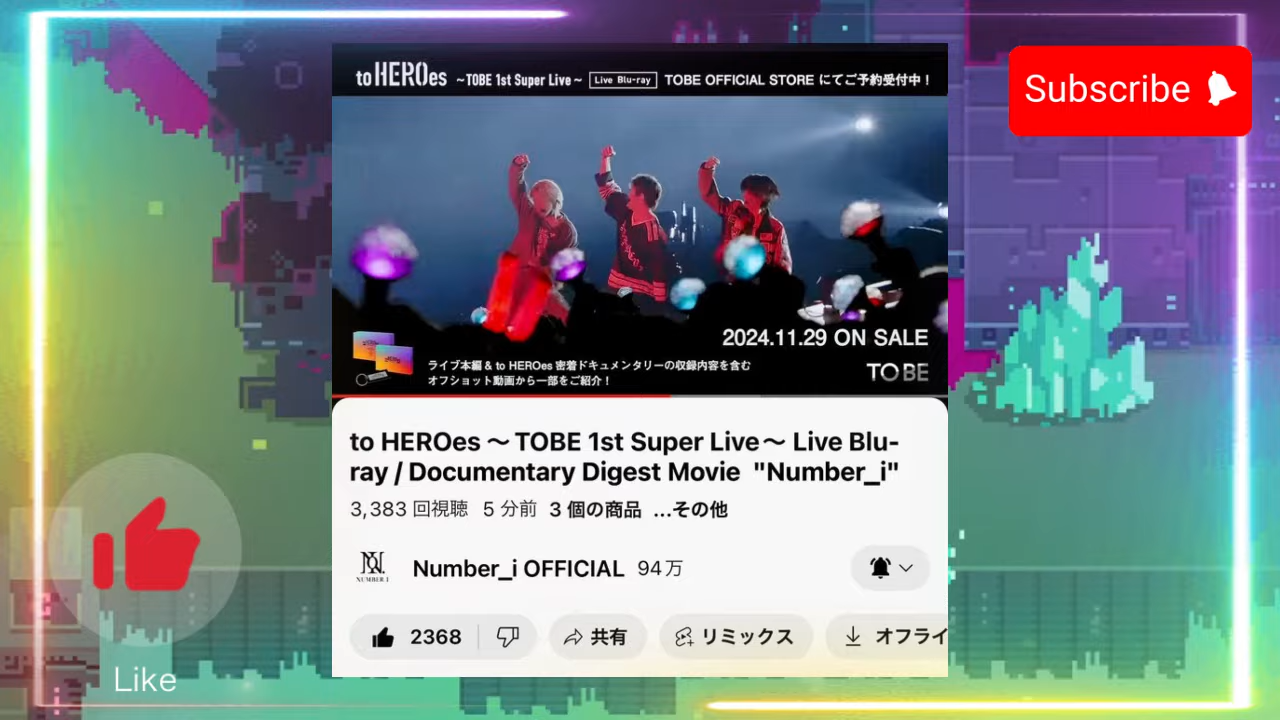 to HEROes ~TOBE 1st Super Live~ Live Blu-ray TOBE OFFICIAL STORE にてご予約受付中！
Subscribe
2024.11.29 ON SALE
ライブ本編 & to HEROes 密着ドキュメンタリーの収録内容を含む
オフショット動画から一部をご紹介！
TO BE
to HEROes 〜 TOBE 1st Super Live〜 Live Blu-
ray / Documentary Digest Movie "Number_i"
3,383 回視聴 5 分前 3 個の商品 ...その他
NUMBER I
Number_i OFFICIAL 94万
2368 共有 リミックス オフライ
Like